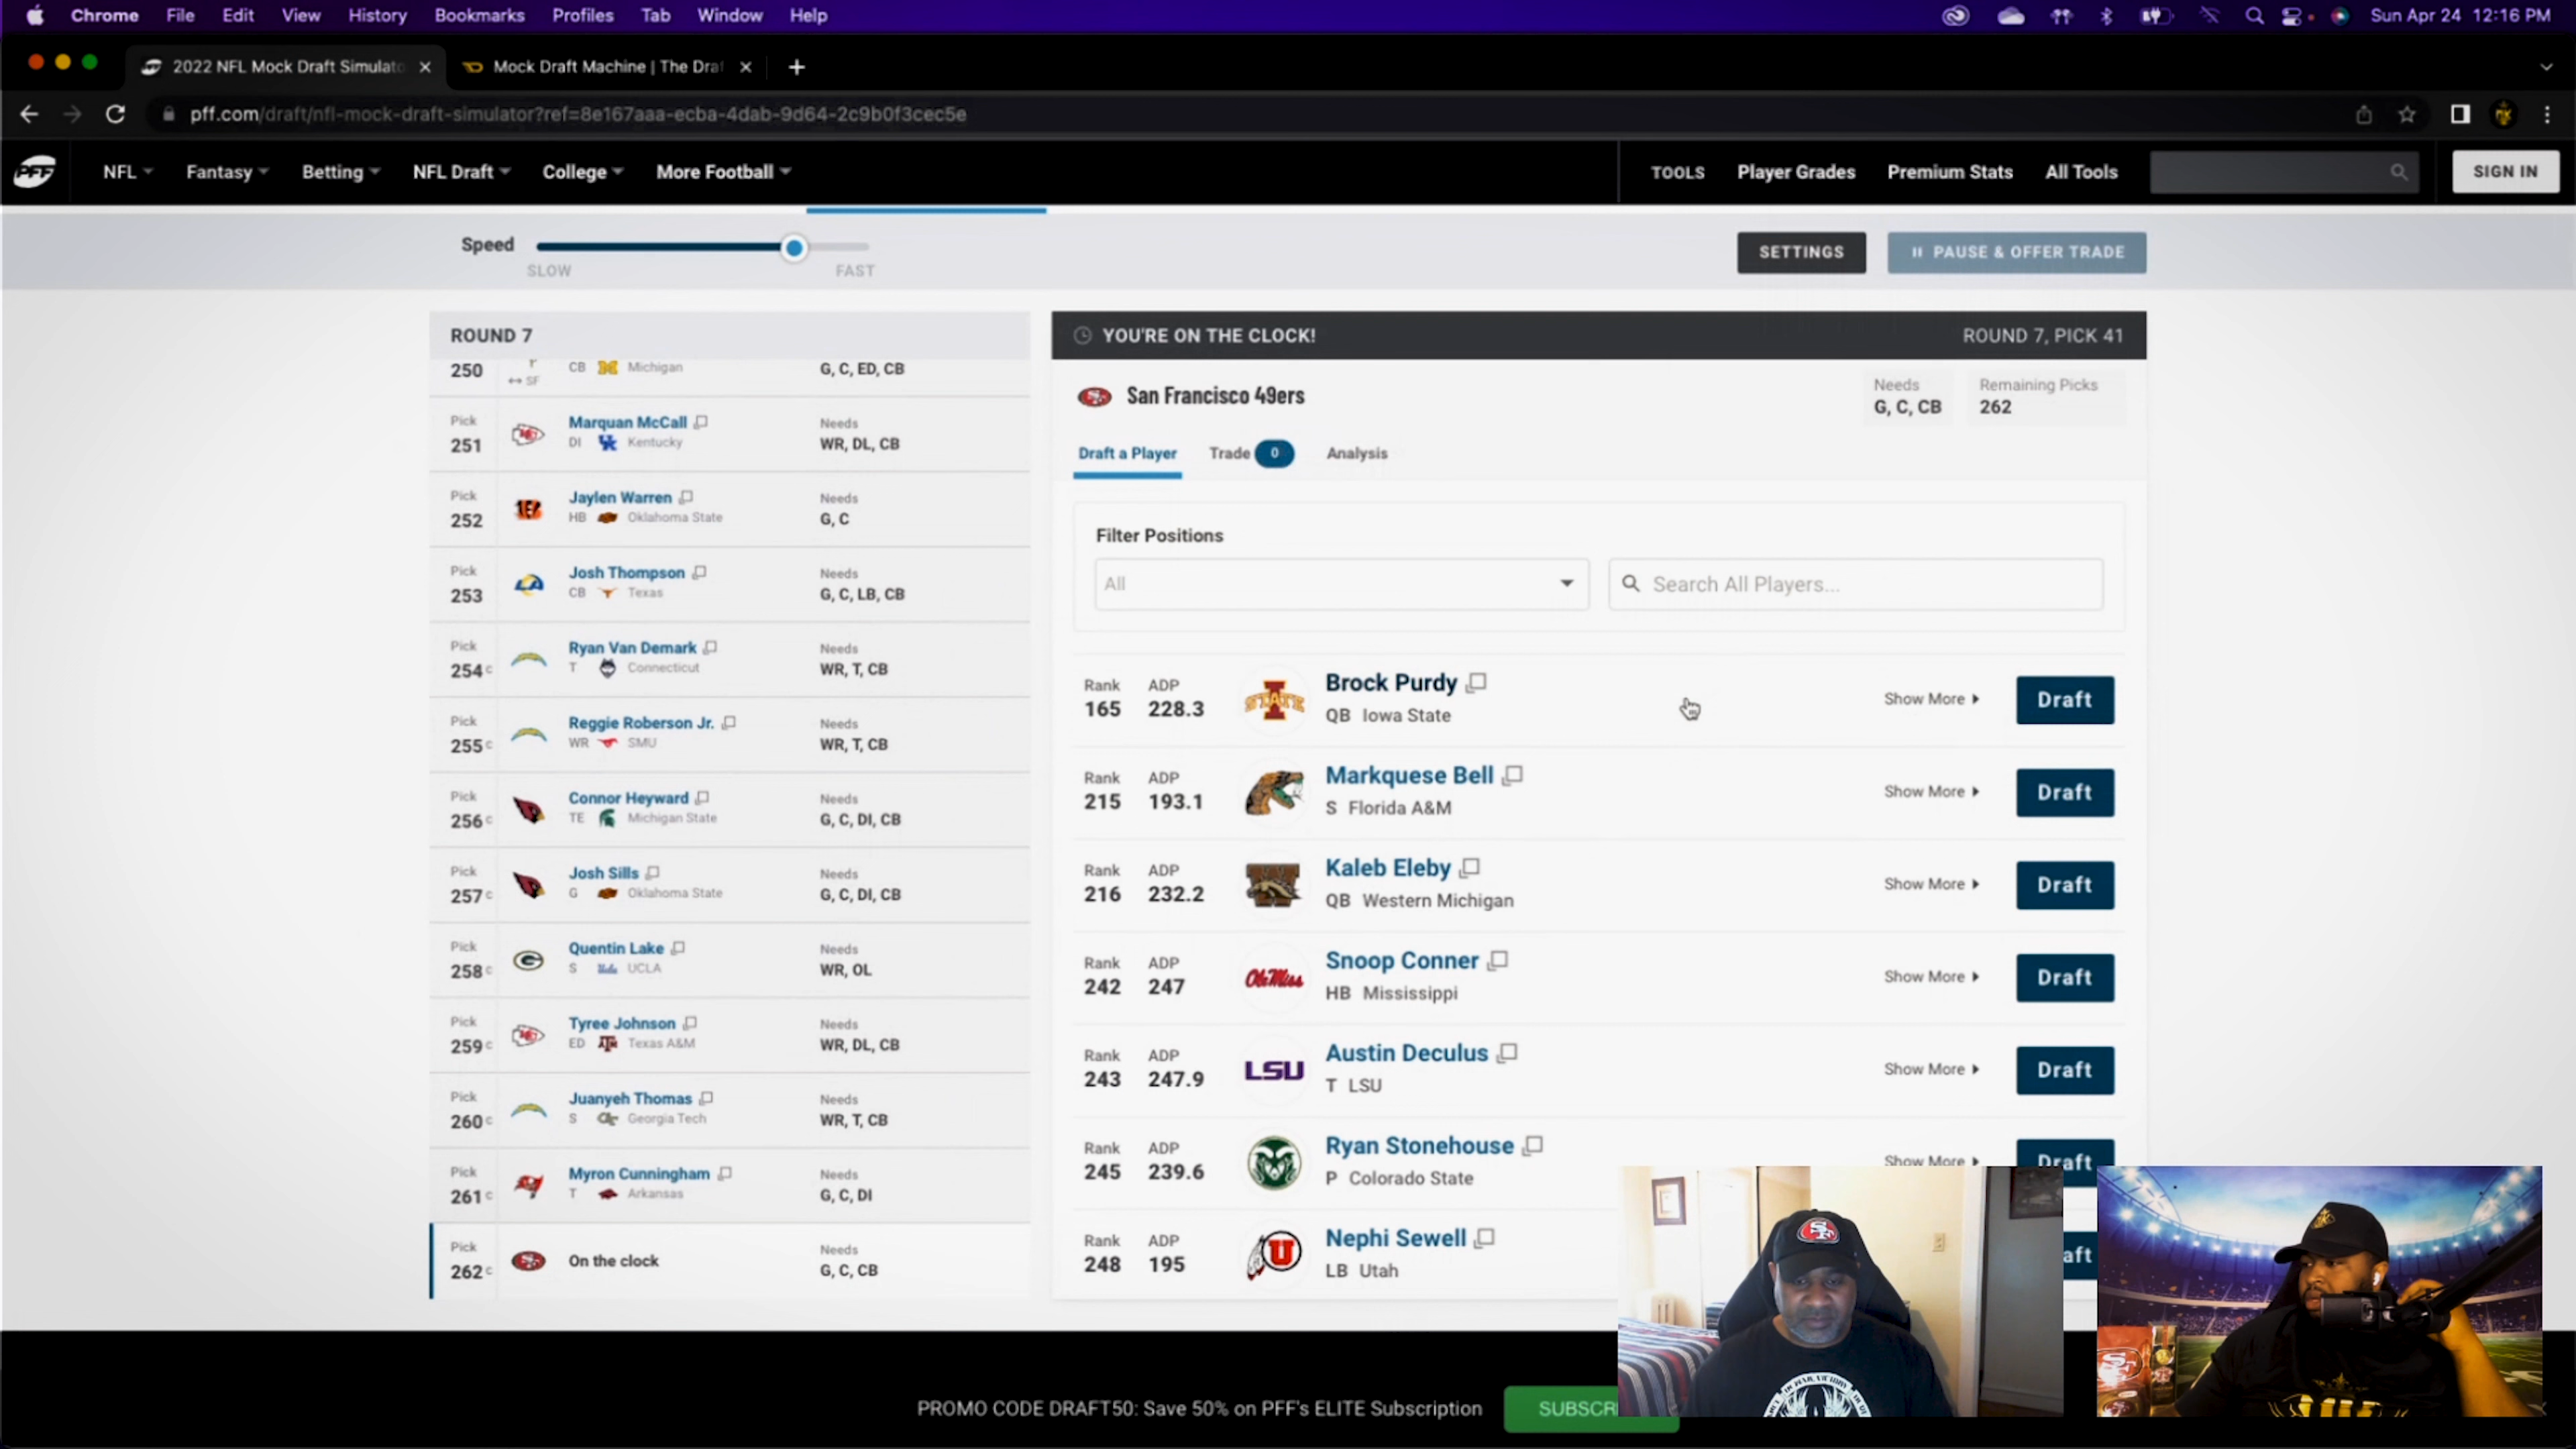 Chrome File Edit View History Bookmarks Profiles Tab Window Help
Sun Apr 24 12:16 PM
2022 NFL Mock Draft Simulato
Mock Draft Machine | The Dra
pff.com/draft/nfl-mock-draft-simulator?ref=8e167aaa-ecba-4dab-9d64-2c9b0f3cec5e
PFF NFL Fantasy Betting NFL Draft College More Football
TOOLS Player Grades Premium Stats All Tools SIGN IN
Speed
SLOW FAST
SETTINGS
PAUSE & OFFER TRADE
ROUND 7
250 ↔ SF CB Michigan G, C, ED, CB
Pick Marquan McCall Needs
251 DI Kentucky WR, DL, CB
Pick Jaylen Warren Needs
252 HB Oklahoma State G, C
Pick Josh Thompson Needs
253 CB Texas G, C, LB, CB
Pick Ryan Van Demark Needs
254 c T Connecticut WR, T, CB
Pick Reggie Roberson Jr. Needs
255 c WR SMU WR, T, CB
Pick Connor Heyward Needs
256 c TE Michigan State G, C, DI, CB
Pick Josh Sills Needs
257 c G Oklahoma State G, C, DI, CB
Pick Quentin Lake Needs
258 c S UCLA WR, OL
Pick Tyree Johnson Needs
259 c ED Texas A&M WR, DL, CB
Pick Juanyeh Thomas Needs
260 c S Georgia Tech WR, T, CB
Pick Myron Cunningham Needs
261 c T Arkansas G, C, DI
Pick On the clock Needs
262 c G, C, CB
YOU'RE ON THE CLOCK!
ROUND 7, PICK 41
San Francisco 49ers
Needs Remaining Picks
G, C, CB 262
Draft a Player Trade 0 Analysis
Filter Positions
All
Search All Players...
Rank ADP Brock Purdy
165 228.3 QB Iowa State
Show More Draft
Rank ADP Markquese Bell
215 193.1 S Florida A&M
Show More Draft
Rank ADP Kaleb Eleby
216 232.2 QB Western Michigan
Show More Draft
Rank ADP Snoop Conner
242 247 HB Mississippi
Show More Draft
Rank ADP Austin Deculus
243 247.9 T LSU
Show More Draft
Rank ADP Ryan Stonehouse
245 239.6 P Colorado State
Show More Draft
Rank ADP Nephi Sewell
248 195 LB Utah
aft
PROMO CODE DRAFT50: Save 50% on PFF's ELITE Subscription
SUBSCRI